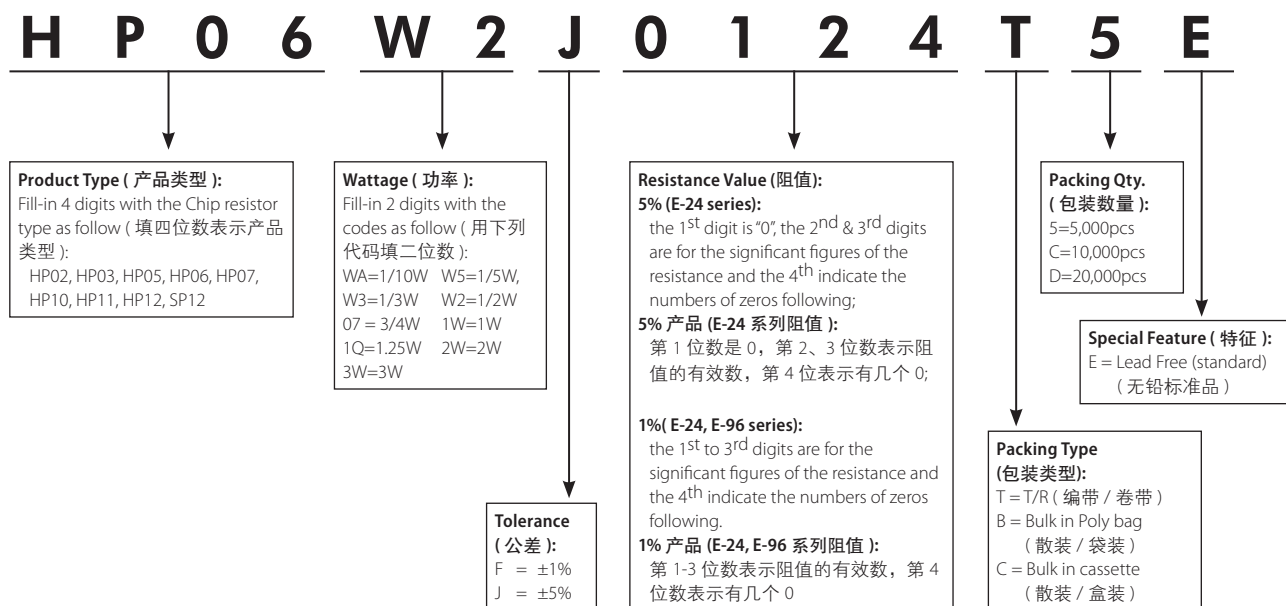 H P 0 6 W 2 J 0 1 2 4 T 5 E
Product Type ( 产品类型 ):
Fill-in 4 digits with the Chip resistor
type as follow ( 填四位数表示产品
类型 ):
HP02, HP03, HP05, HP06, HP07,
HP10, HP11, HP12, SP12
Wattage ( 功率 ):
Fill-in 2 digits with the
codes as follow ( 用下列
代码填二位数 ):
WA=1/10W W5=1/5W,
W3=1/3W W2=1/2W
07 = 3/4W 1W=1W
1Q=1.25W 2W=2W
3W=3W
Tolerance
( 公差 ):
F = ±1%
J = ±5%
Resistance Value (阻值):
5% (E-24 series):
the 1st digit is “0”, the 2nd & 3rd digits
are for the significant figures of the
resistance and the 4th indicate the
numbers of zeros following;
5% 产品 (E-24 系列阻值 ):
第 1 位数是 0，第 2、3 位数表示阻
值的有效数，第 4 位表示有几个 0;
1%( E-24, E-96 series):
the 1st to 3rd digits are for the
significant figures of the resistance and
the 4th indicate the numbers of zeros
following.
1% 产品 (E-24, E-96 系列阻值 ):
第 1-3 位数表示阻值的有效数，第 4
位数表示有几个 0
Packing Type
(包装类型):
T = T/R ( 编带 / 卷带 )
B = Bulk in Poly bag
( 散装 / 袋装 )
C = Bulk in cassette
( 散装 / 盒装 )
Packing Qty.
( 包装数量 ):
5=5,000pcs
C=10,000pcs
D=20,000pcs
Special Feature ( 特征 ):
E = Lead Free (standard)
( 无铅标准品 )